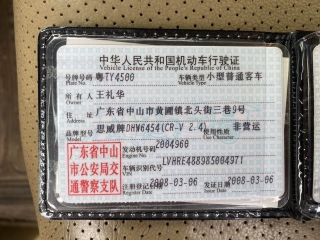 中华人民共和国机动车行驶证
Vehicle License of the People's Republic of China
号牌号码 粤TY4500 车辆类型 小型普通客车
Plate No. Vehicle Type
所有人 王礼华
Owner
住址 广东省中山市黄圃镇北头街三巷9号
Address
品牌型号 思威牌DHW6454(CR-V 2.4) 使用性质 非营运
Model Use Character
广东省中山市公安局交通警察支队
发动机号码 2004960
Engine No.
车辆识别代号 LVHRE488985004971
VIN
注册登记日期 2008-03-06 发证日期 2008-03-06
Register Date Issue Date